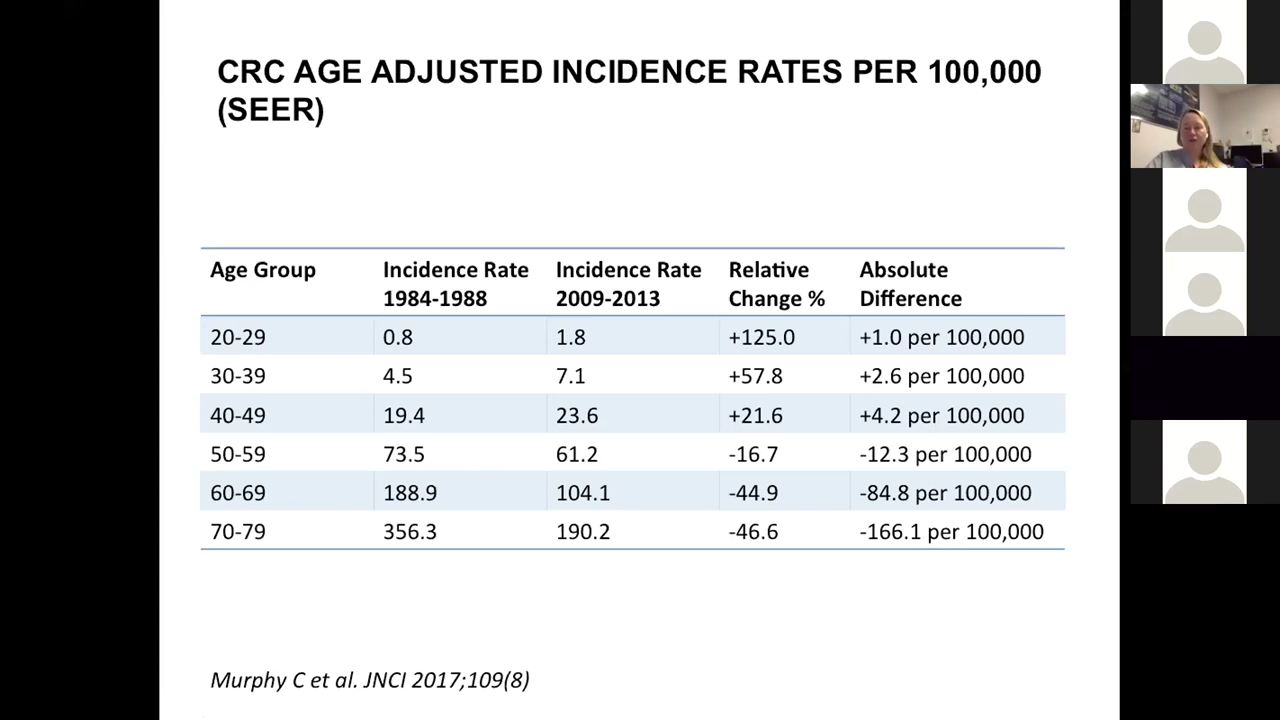 CRC AGE ADJUSTED INCIDENCE RATES PER 100,000
(SEER)
Age Group Incidence Rate Incidence Rate Relative Absolute
1984-1988 2009-2013 Change % Difference
20-29 0.8 1.8 +125.0 +1.0 per 100,000
30-39 4.5 7.1 +57.8 +2.6 per 100,000
40-49 19.4 23.6 +21.6 +4.2 per 100,000
50-59 73.5 61.2 -16.7 -12.3 per 100,000
60-69 188.9 104.1 -44.9 -84.8 per 100,000
70-79 356.3 190.2 -46.6 -166.1 per 100,000
Murphy C et al. JNCI 2017;109(8)